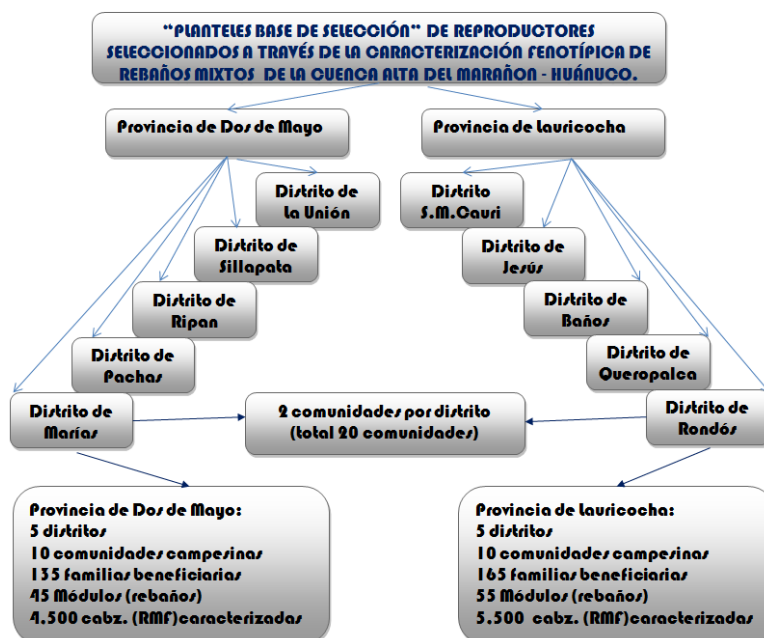 “PLANTELES BASE DE SELECCIÓN“ DE REPRODUCTORES
SELECCIONADOS A TRAVÉS DE LA CARACTERIZACIÓN FENOTÍPICA DE
REBAÑOS MIXTOS DE LA CUENCA ALTA DEL MARAÑON - HUÁNUCO.
Provincia de Dos de Mayo
Provincia de Lauricocha
Distrito de
La Unión
Distrito
S.M.Cauri
Distrito de
Sillapata
Distrito de
Jesús
Distrito de
Ripan
Distrito de
Baños
Distrito de
Pachas
Distrito de
Queropalca
Distrito de
Marías
2 comunidades por distrito
(total 20 comunidades)
Distrito de
Rondós
Provincia de Dos de Mayo:
5 distritos
10 comunidades campesinas
135 familias beneficiarias
45 Módulos (rebaños)
4.500 cabz. (RMF)caracterizadas
Provincia de Lauricocha:
5 distritos
10 comunidades campesinas
165 familias beneficiarias
55 Módulos (rebaños)
5.500 cabz. (RMF)caracterizadas